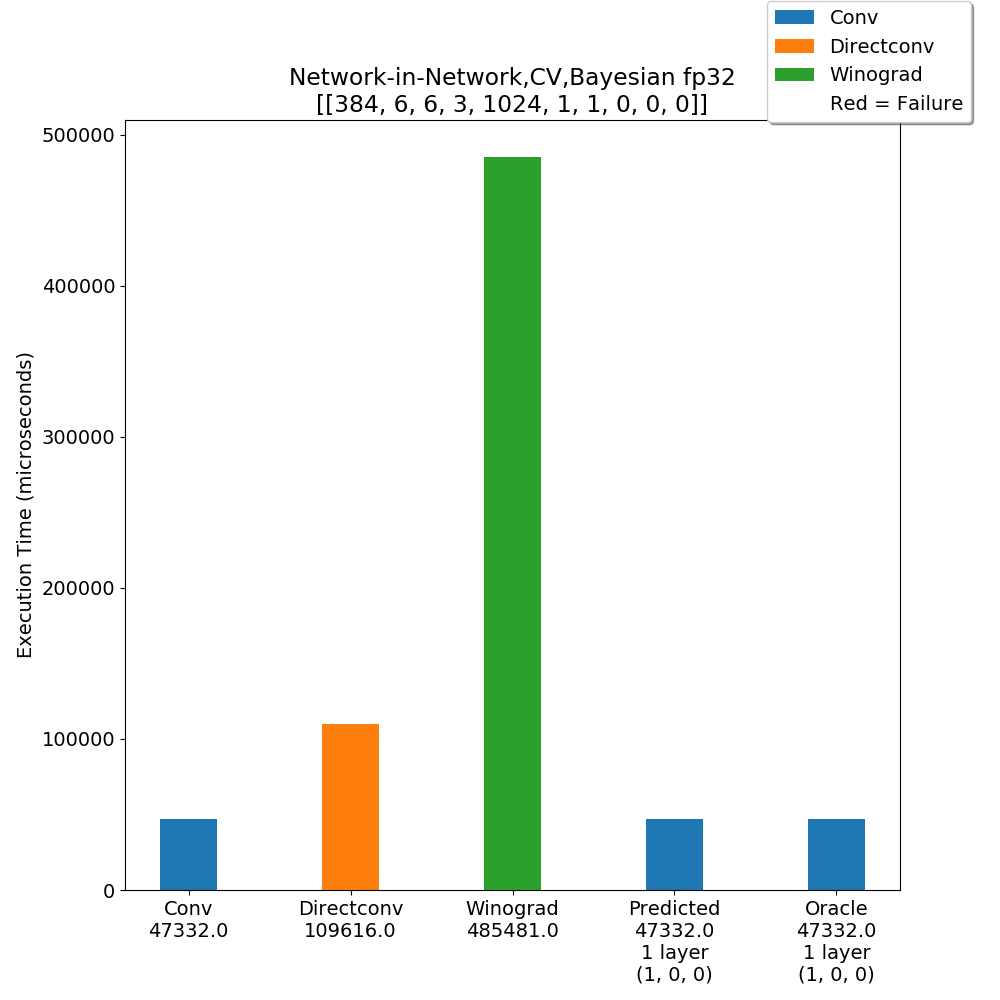 Conv
Directconv
Winograd
Red = Failure
Network-in-Network,CV,Bayesian fp32
[[384, 6, 6, 3, 1024, 1, 1, 0, 0, 0]]
Execution Time (microseconds)
500000
400000
300000
200000
100000
0
Conv
47332.0
Directconv
109616.0
Winograd
485481.0
Predicted
47332.0
1 layer
(1, 0, 0)
Oracle
47332.0
1 layer
(1, 0, 0)